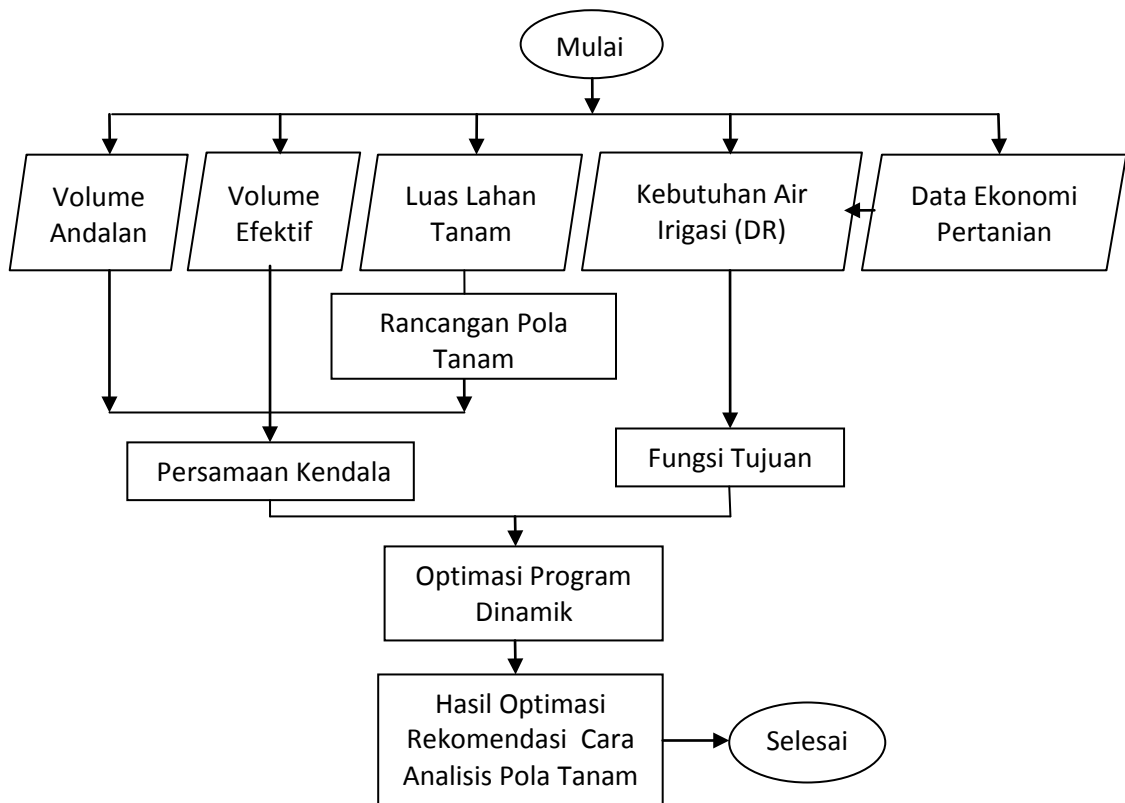 Mulai
Volume
Andalan
Volume
Efektif
Luas Lahan
Tanam
Kebutuhan Air
Irigasi (DR)
Data Ekonomi
Pertanian
Rancangan Pola
Tanam
Persamaan Kendala
Fungsi Tujuan
Optimasi Program
Dinamik
Hasil Optimasi
Rekomendasi Cara
Analisis Pola Tanam
Selesai